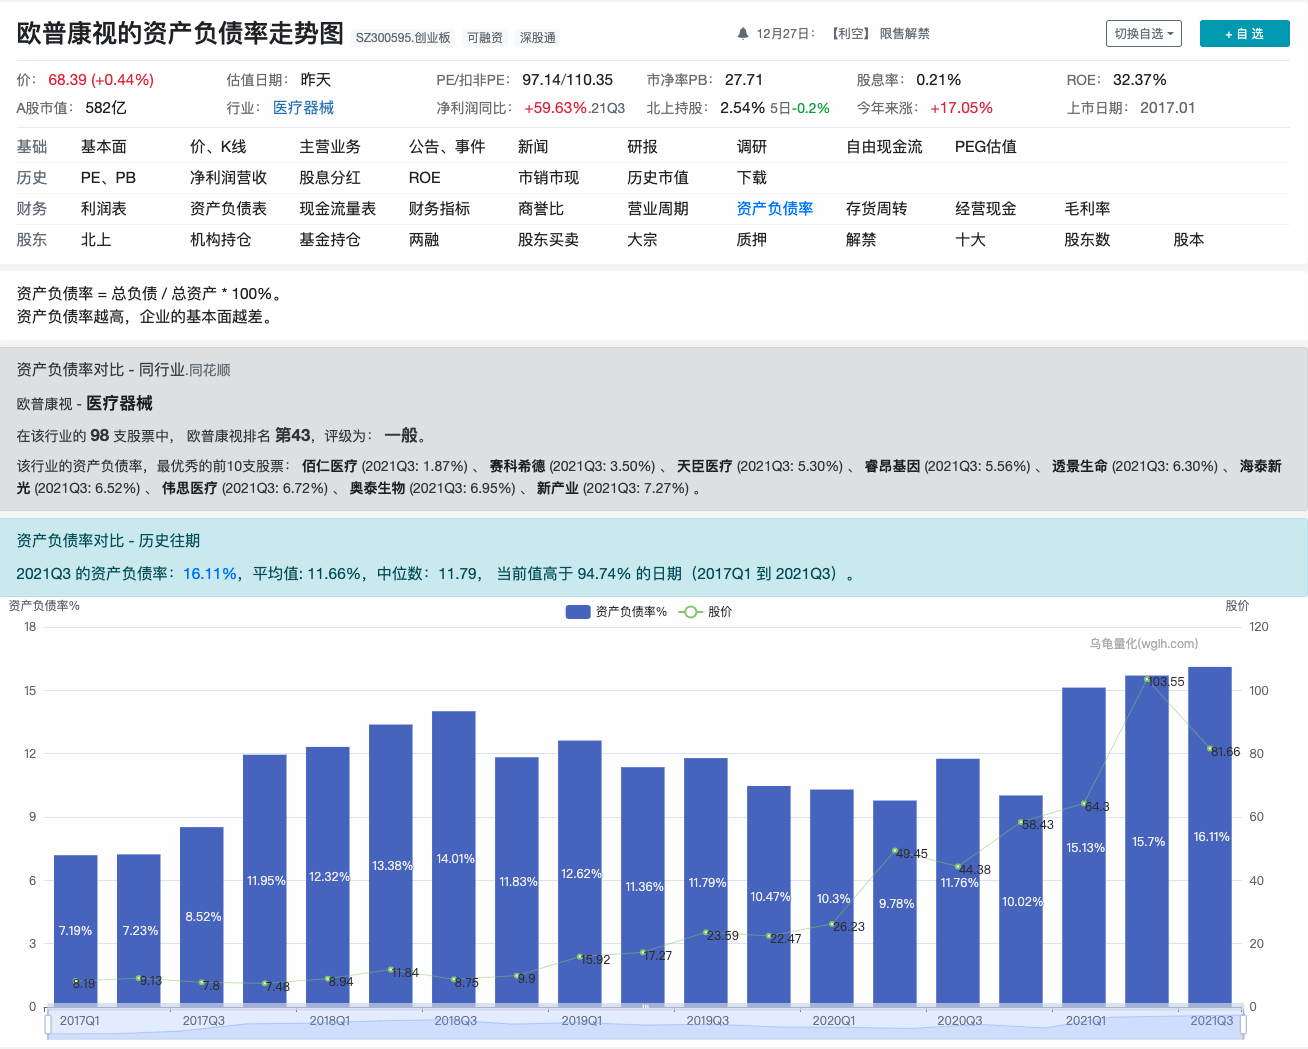 欧普康视的资产负债率走势图 SZ300595.创业板 可融资 深股通 12月27日： 【利空】 限售解禁 切换自选 + 自 选
价： 68.39 (+0.44%) 估值日期： 昨天 PE/扣非PE： 97.14/110.35 市净率PB： 27.71 股息率： 0.21% ROE： 32.37%
A股市值： 582亿 行业： 医疗器械 净利润同比： +59.63%.21Q3 北上持股： 2.54% 5日-0.2% 今年来涨： +17.05% 上市日期： 2017.01
基础 基本面 价、K线 主营业务 公告、事件 新闻 研报 调研 自由现金流 PEG估值
历史 PE、PB 净利润营收 股息分红 ROE 市销市现 历史市值 下载
财务 利润表 资产负债表 现金流量表 财务指标 商誉比 营业周期 资产负债率 存货周转 经营现金 毛利率
股东 北上 机构持仓 基金持仓 两融 股东买卖 大宗 质押 解禁 十大 股东数 股本
资产负债率 = 总负债 / 总资产 * 100%。
资产负债率越高，企业的基本面越差。
资产负债率对比 - 同行业.同花顺
欧普康视 - 医疗器械
在该行业的 98 支股票中， 欧普康视排名 第43，评级为： 一般。
该行业的资产负债率，最优秀的前10支股票： 佰仁医疗 (2021Q3: 1.87%) 、 赛科希德 (2021Q3: 3.50%) 、 天臣医疗 (2021Q3: 5.30%) 、 睿昂基因 (2021Q3: 5.56%) 、 透景生命 (2021Q3: 6.30%) 、 海泰新
光 (2021Q3: 6.52%) 、 伟思医疗 (2021Q3: 6.72%) 、 奥泰生物 (2021Q3: 6.95%) 、 新产业 (2021Q3: 7.27%) 。
资产负债率对比 - 历史往期
2021Q3 的资产负债率：16.11%，平均值: 11.66%，中位数：11.79， 当前值高于 94.74% 的日期（2017Q1 到 2021Q3）。
资产负债率% 资产负债率% 股价 股价
18 120
乌龟量化(wglh.com)
15 100
12 80
9 60
6 40
3 20
0 0
7.19% 7.23% 8.52% 11.95% 12.32% 13.38% 14.01% 11.83% 12.62% 11.36% 11.79% 10.47% 10.3% 9.78% 11.76% 10.02% 15.13% 15.7% 16.11%
8.19 9.13 7.8 7.48 8.94 11.84 8.75 9.9 15.92 17.27 23.59 22.47 26.23 49.45 44.38 58.43 64.3 103.55 81.66
2017Q1 2017Q3 2018Q1 2018Q3 2019Q1 2019Q3 2020Q1 2020Q3 2021Q1 2021Q3